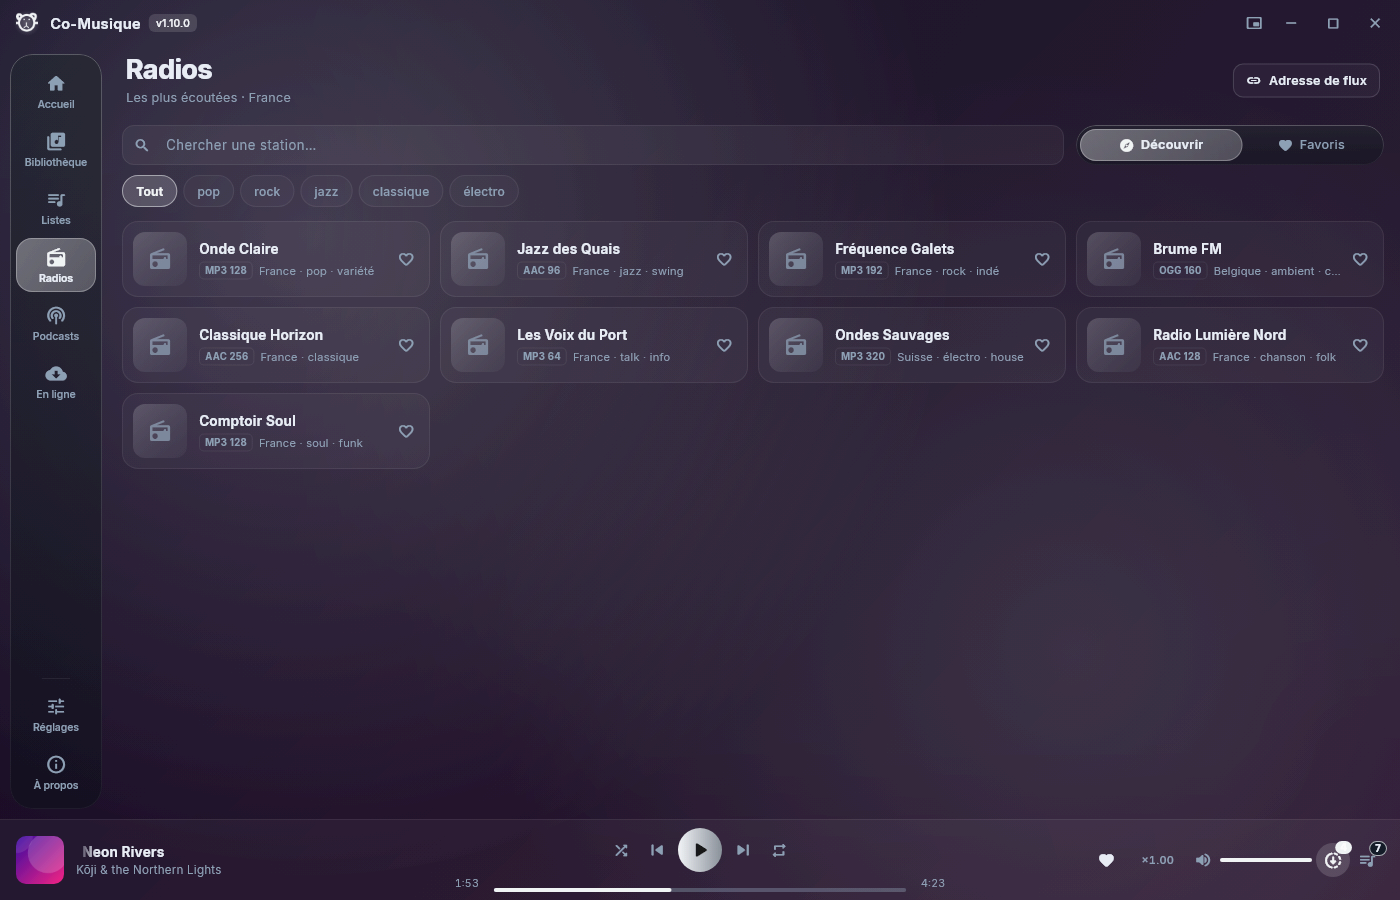 Co-Musique v1.10.0
Radios
Les plus écoutées · France
Adresse de flux
Accueil
Bibliothèque
Listes
Radios
Podcasts
En ligne
Réglages
À propos
Chercher une station...
Découvrir
Favoris
Tout
pop
rock
jazz
classique
électro
Onde Claire
MP3 128 France · pop · variété
Jazz des Quais
AAC 96 France · jazz · swing
Fréquence Galets
MP3 192 France · rock · indé
Brume FM
OGG 160 Belgique · ambient · c...
Classique Horizon
AAC 256 France · classique
Les Voix du Port
MP3 64 France · talk · info
Ondes Sauvages
MP3 320 Suisse · électro · house
Radio Lumière Nord
AAC 128 France · chanson · folk
Comptoir Soul
MP3 128 France · soul · funk
Neon Rivers
Kōji & the Northern Lights
1:53
4:23
×1.00
7